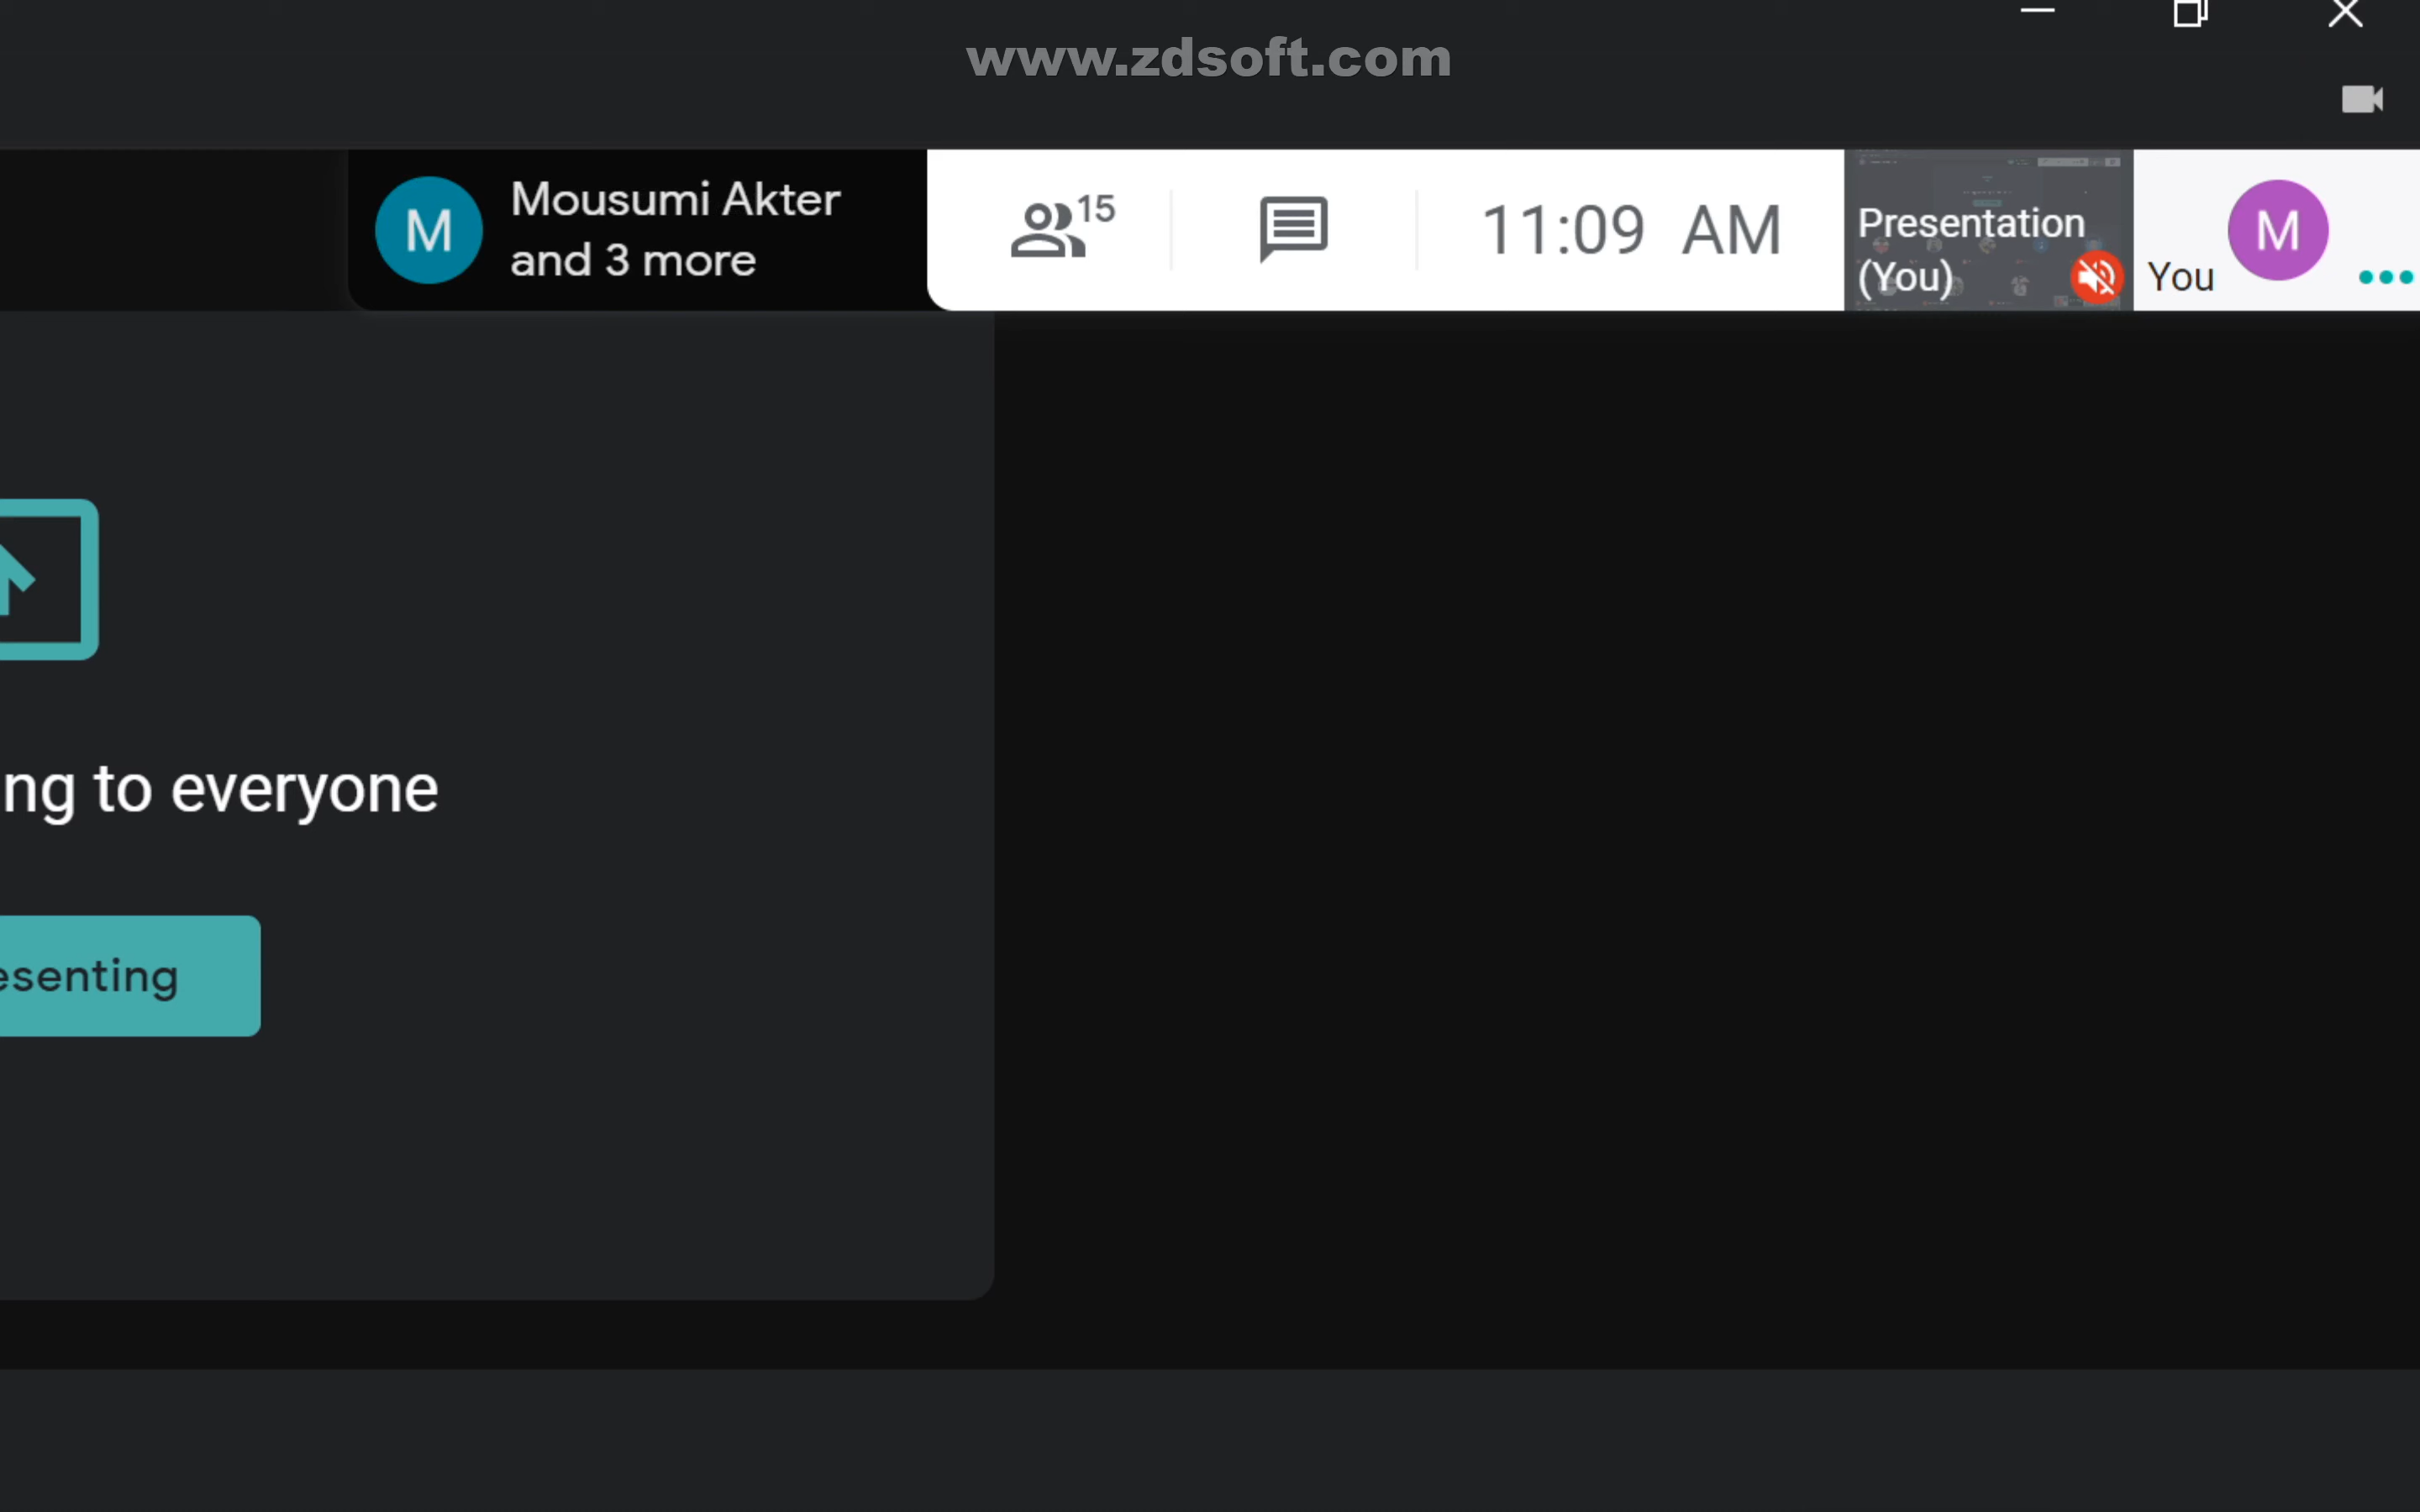 www.zdsoft.com
M
Mousumi Akter
and 3 more
15
11:09 AM
Presentation
(You)
You
M
ng to everyone
esenting